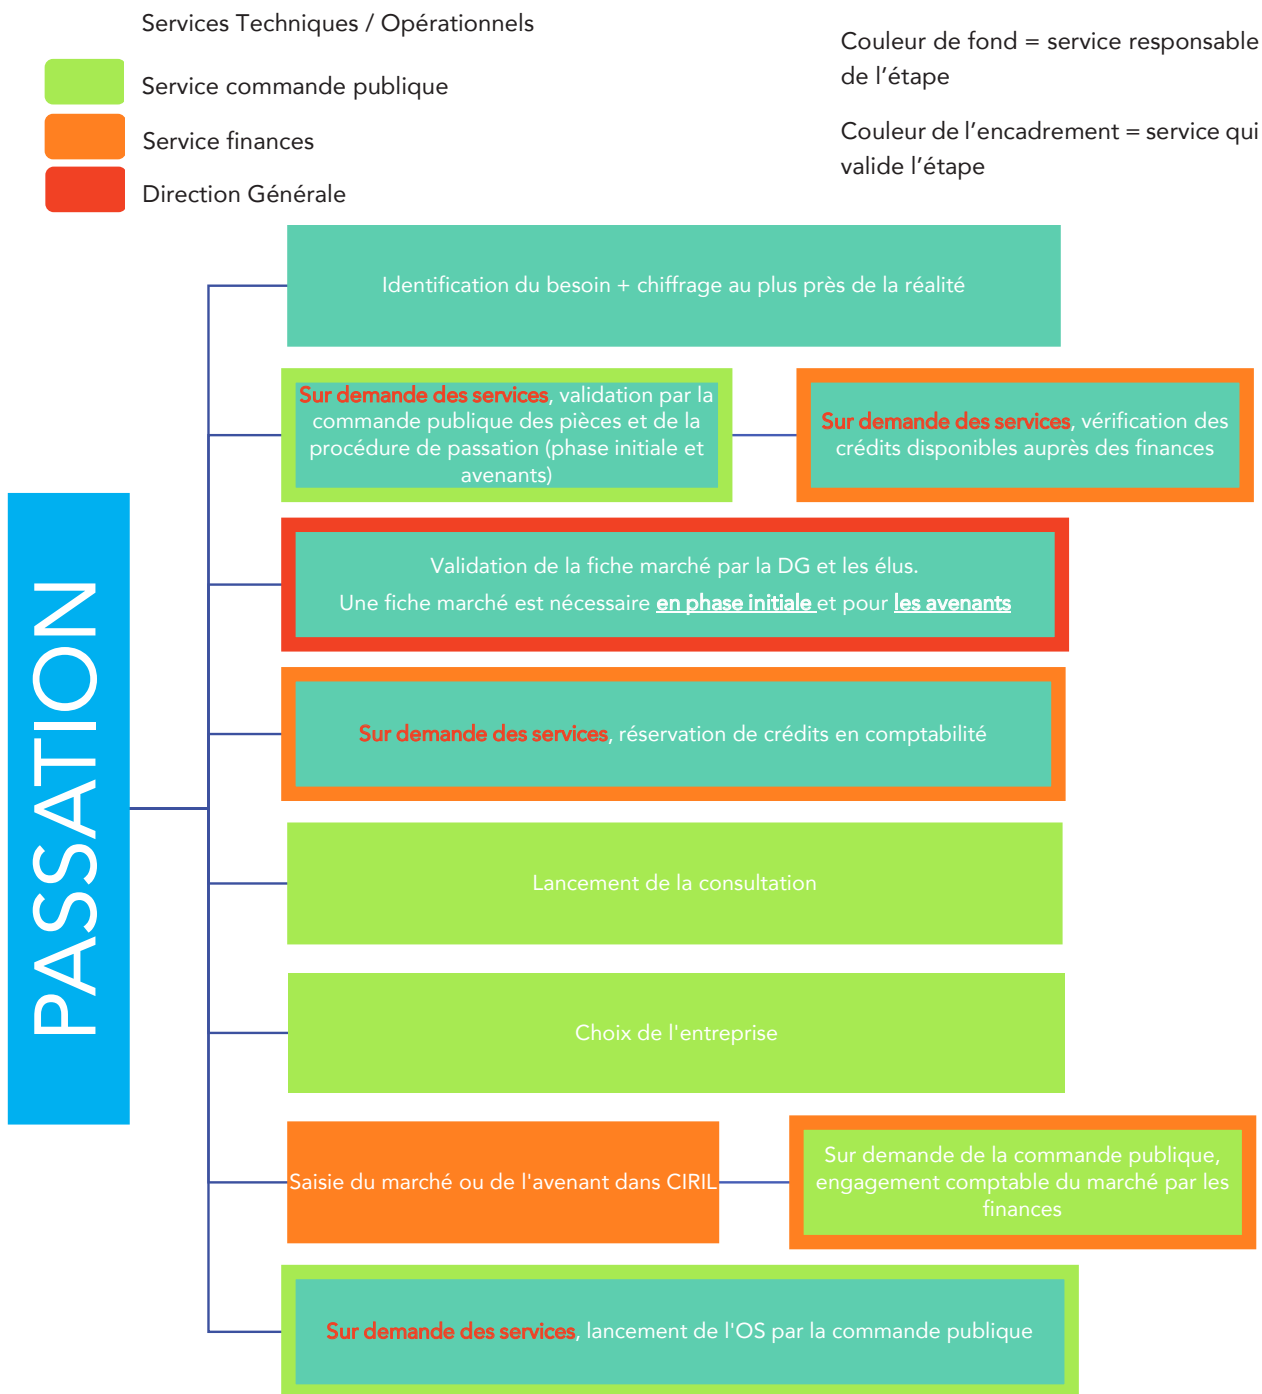 Services Techniques / Opérationnels
Service commande publique
Service finances
Direction Générale
Couleur de fond = service responsable
de l’étape
Couleur de l’encadrement = service qui
valide l’étape
PASSATION
Identification du besoin + chiffrage au plus près de la réalité
Sur demande des services, validation par la
commande publique des pièces et de la
procédure de passation (phase initiale et
avenants)
Sur demande des services, vérification des
crédits disponibles auprès des finances
Validation de la fiche marché par la DG et les élus.
Une fiche marché est nécessaire en phase initiale et pour les avenants
Sur demande des services, réservation de crédits en comptabilité
Lancement de la consultation
Choix de l'entreprise
Saisie du marché ou de l'avenant dans CIRIL
Sur demande de la commande publique,
engagement comptable du marché par les
finances
Sur demande des services, lancement de l'OS par la commande publique